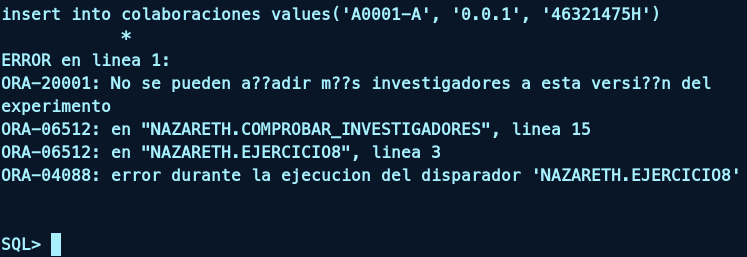 insert into colaboraciones values('A0001-A', '0.0.1', '46321475H')
*
ERROR en linea 1:
ORA-20001: No se pueden a??adir m??s investigadores a esta versi??n del
experimento
ORA-06512: en "NAZARETH.COMPROBAR_INVESTIGADORES", linea 15
ORA-06512: en "NAZARETH.EJERCICIO8", linea 3
ORA-04088: error durante la ejecucion del disparador 'NAZARETH.EJERCICIO8'
SQL>